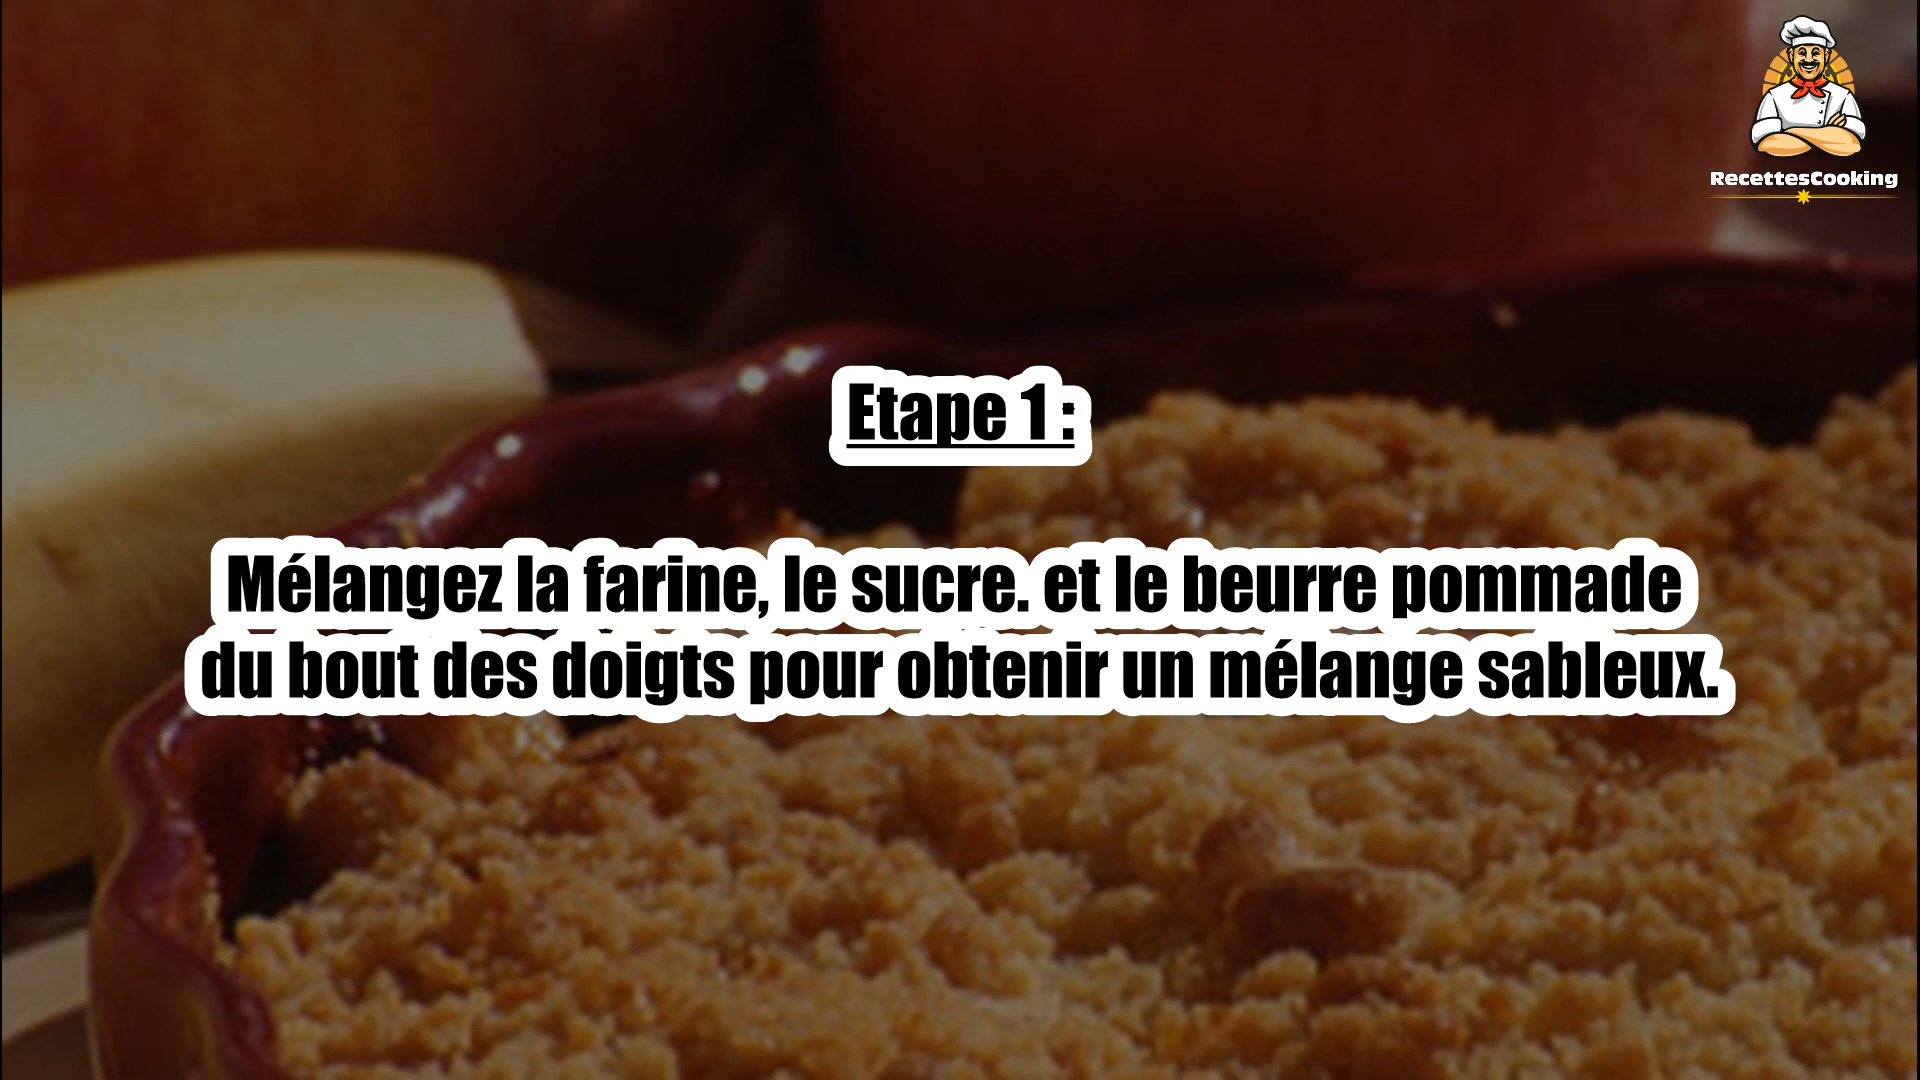 RecettesCooking
Etape 1 :
Mélangez la farine, le sucre. et le beurre pommade
du bout des doigts pour obtenir un mélange sableux.